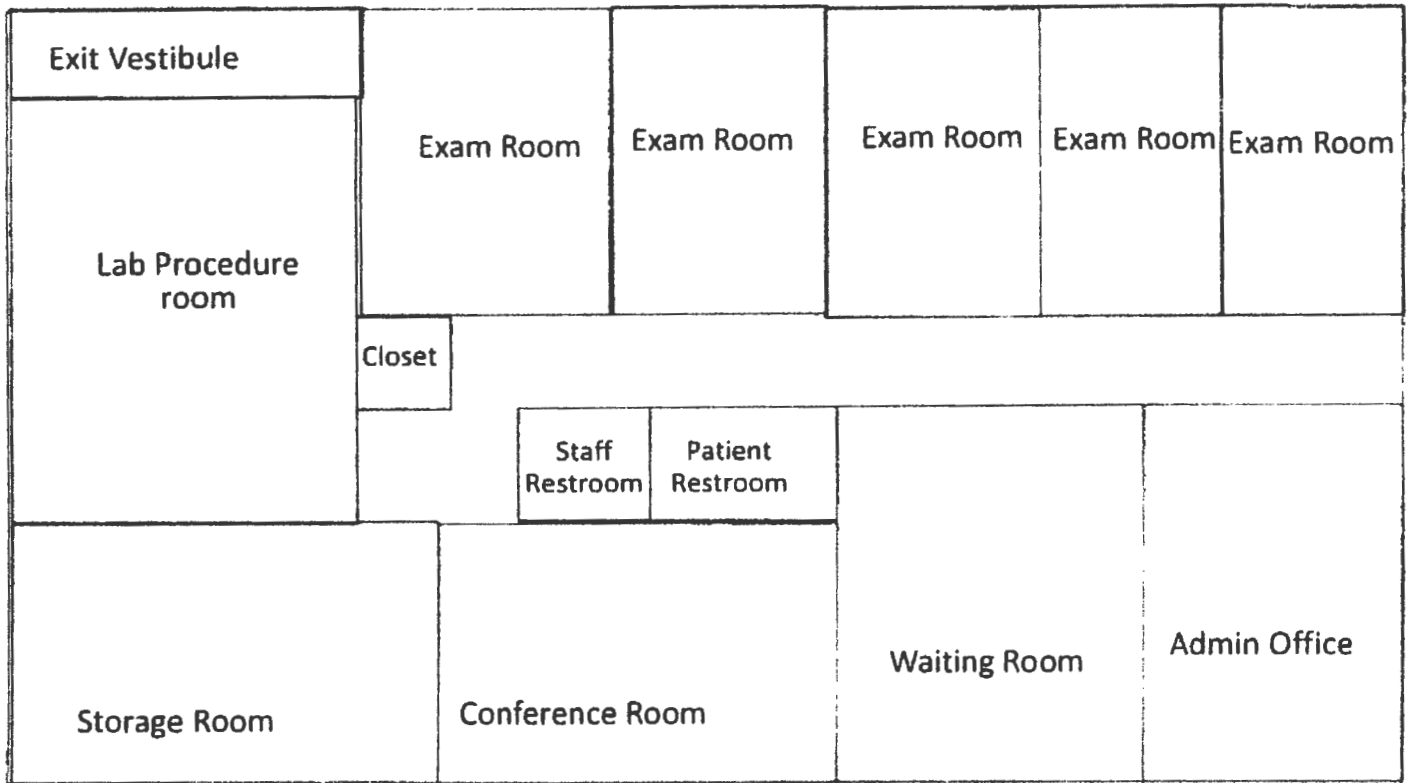 Exit Vestibule
Exam Room
Exam Room
Exam Room
Exam Room
Exam Room
Lab Procedure
room
Closet
Staff
Restroom
Patient
Restroom
Waiting Room
Admin Office
Storage Room
Conference Room